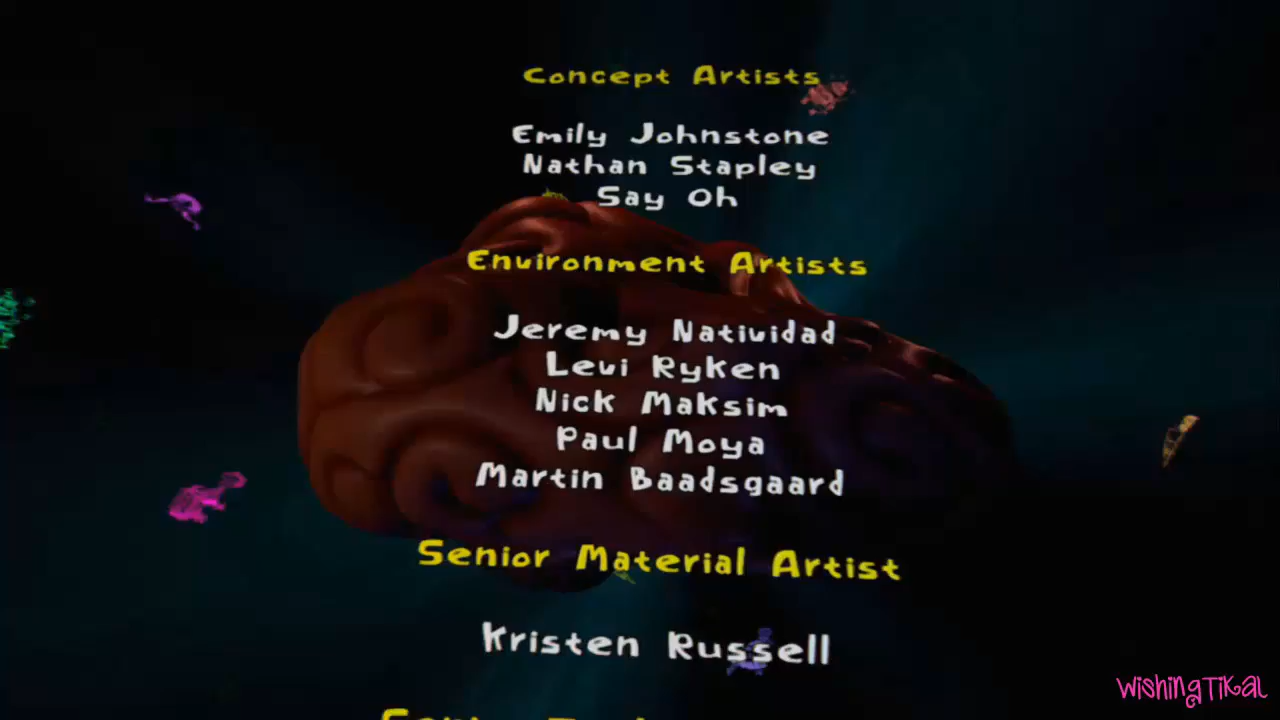 Concept Artists
Emily Johnstone
Nathan Stapley
Say Oh
Environment Artists
Jeremy Natividad
Levi Ryken
Nick Maksim
Paul Moya
Martin Baadsgaard
Senior Material Artist
Kristen Russell
WishingTikal